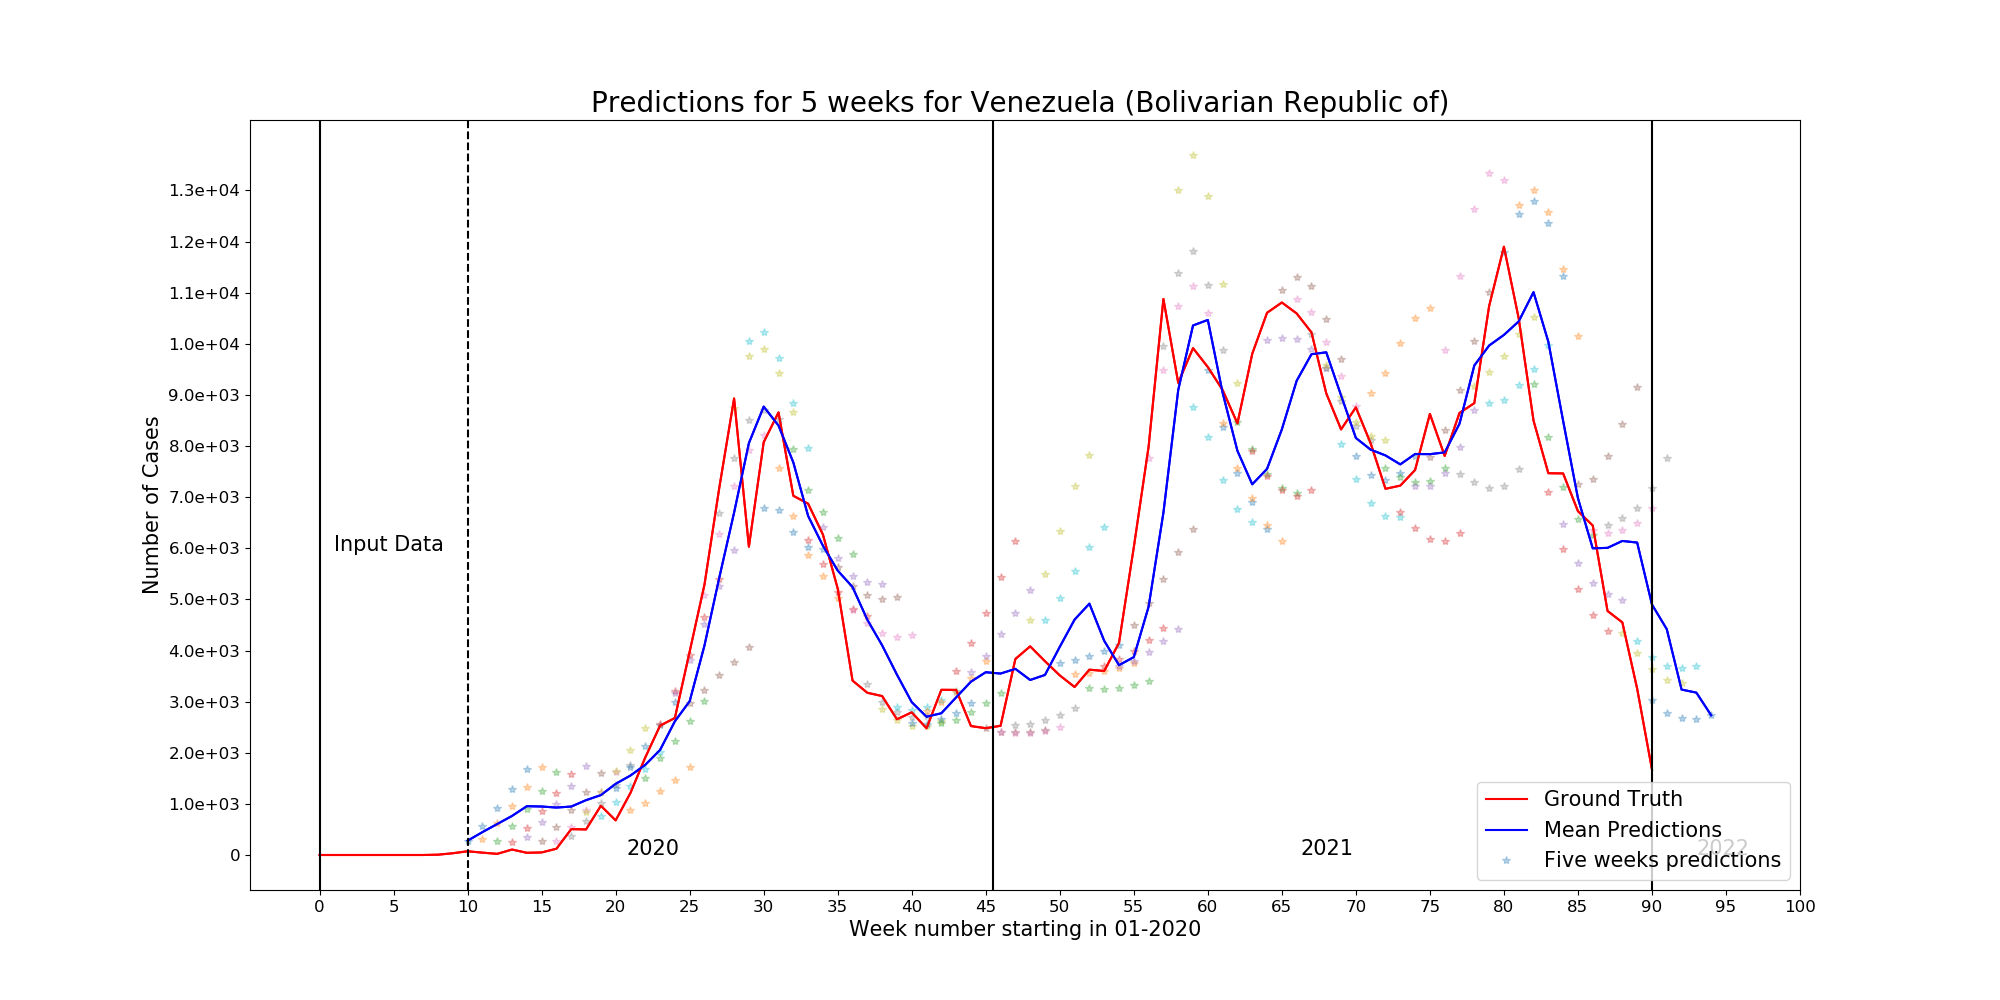 Predictions for 5 weeks for Venezuela (Bolivarian Republic of)
Number of Cases
1.3e+04
1.2e+04
1.1e+04
1.0e+04
9.0e+03
8.0e+03
7.0e+03
6.0e+03
5.0e+03
4.0e+03
3.0e+03
2.0e+03
1.0e+03
0
Input Data
2020
2021
2022
Ground Truth
Mean Predictions
Five weeks predictions
0 5 10 15 20 25 30 35 40 45 50 55 60 65 70 75 80 85 90 95 100
Week number starting in 01-2020